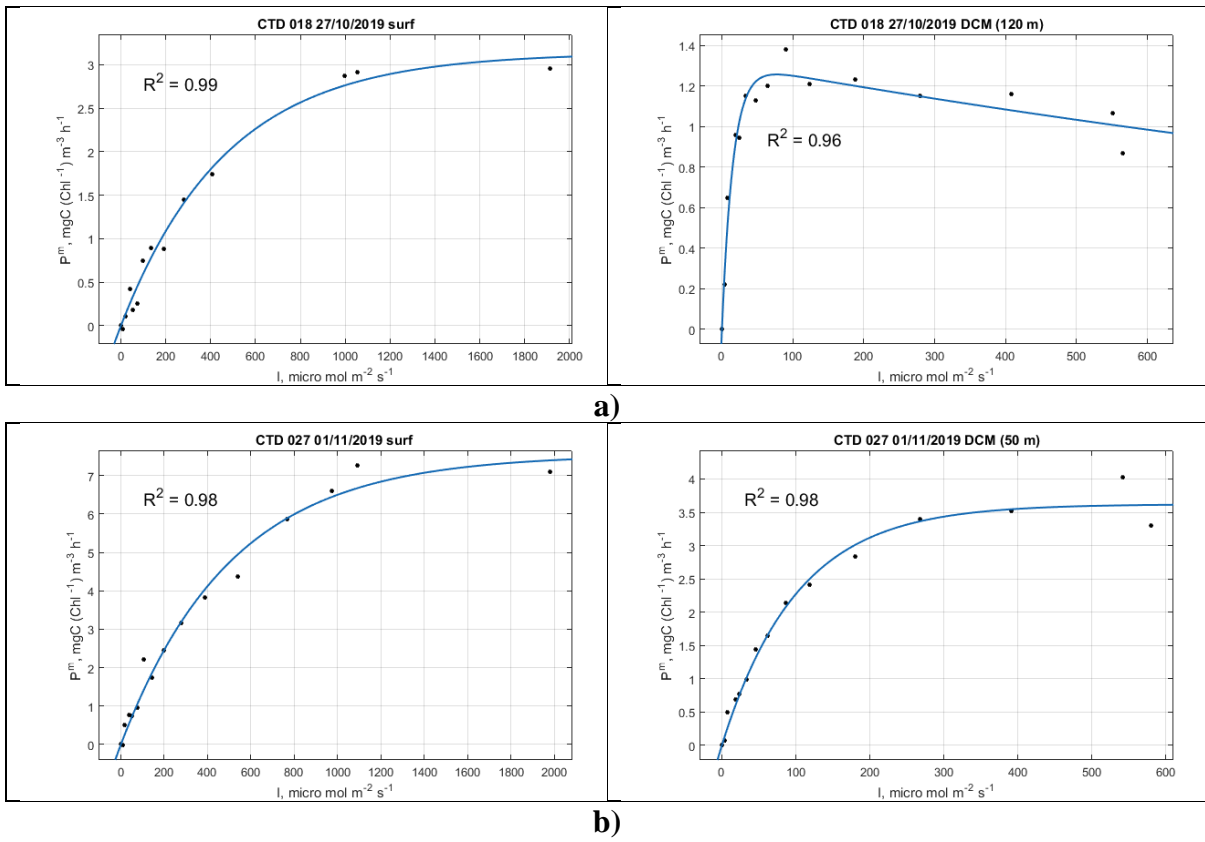 CTD 018 27/10/2019 surf
R² = 0.99
P^m, mgC (Chl ⁻¹) m⁻³ h⁻¹
3
2.5
2
1.5
1
0.5
0
0 200 400 600 800 1000 1200 1400 1600 1800 2000
I, micro mol m⁻² s⁻¹
CTD 018 27/10/2019 DCM (120 m)
R² = 0.96
P^m, mgC (Chl ⁻¹) m⁻³ h⁻¹
1.4
1.2
1
0.8
0.6
0.4
0.2
0
0 100 200 300 400 500 600
I, micro mol m⁻² s⁻¹
a)
CTD 027 01/11/2019 surf
R² = 0.98
P^m, mgC (Chl ⁻¹) m⁻³ h⁻¹
7
6
5
4
3
2
1
0
0 200 400 600 800 1000 1200 1400 1600 1800 2000
I, micro mol m⁻² s⁻¹
CTD 027 01/11/2019 DCM (50 m)
R² = 0.98
P^m, mgC (Chl ⁻¹) m⁻³ h⁻¹
4
3.5
3
2.5
2
1.5
1
0.5
0
0 100 200 300 400 500 600
I, micro mol m⁻² s⁻¹
b)